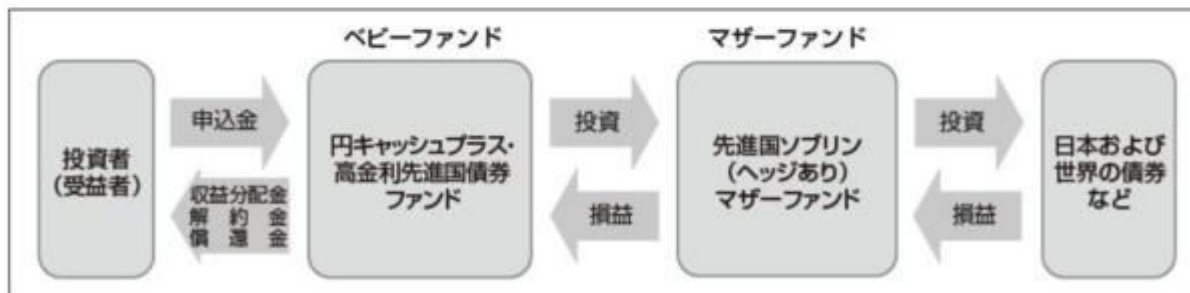 ベビーファンド
マザーファンド
投資者
(受益者)
申込金
収益分配金
解約金
償還金
円キャッシュプラス・
高金利先進国債券
ファンド
投資
損益
先進国ソブリン
(ヘッジあり)
マザーファンド
投資
損益
日本および
世界の債券
など